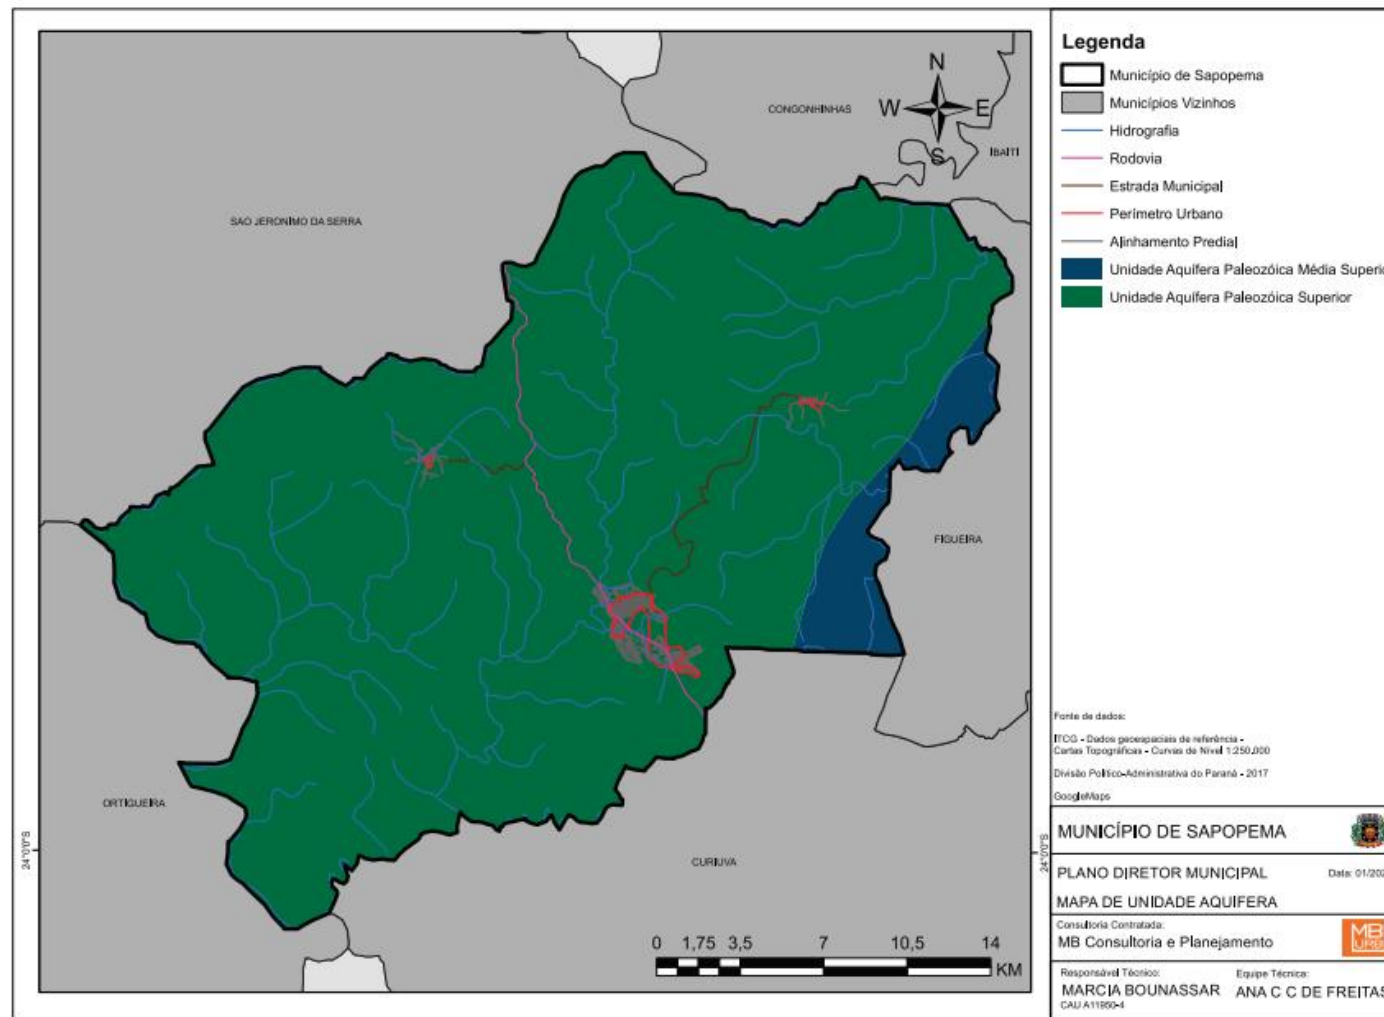 Legenda
Município de Sapopema
Municípios Vizinhos
Hidrografia
Rodovia
Estrada Municipal
Perímetro Urbano
Alinhamento Predial
Unidade Aquífera Paleozóica Média Superio
Unidade Aquífera Paleozóica Superior
N
W E
S
CONGONHINHAS
IBAITI
SAO JERONIMO DA SERRA
FIGUEIRA
ORTIGUEIRA
CURIUVA
24°0'0"S
24°0'0"S
0 1,75 3,5 7 10,5 14
KM
Fonte de dados:
ITCG - Dados geoespaciais de referência -
Cartas Topográficas - Curvas de Nível 1:250.000
Divisão Político-Administrativa do Paraná - 2017
GoogleMaps
MUNICÍPIO DE SAPOPEMA
PLANO DIRETOR MUNICIPAL Data: 01/202
MAPA DE UNIDADE AQUIFERA
Consultoria Contratada:
MB Consultoria e Planejamento
MB
URB
Responsável Técnico: Equipe Técnica:
MARCIA BOUNASSAR ANA C C DE FREITAS
CAU A11950-4